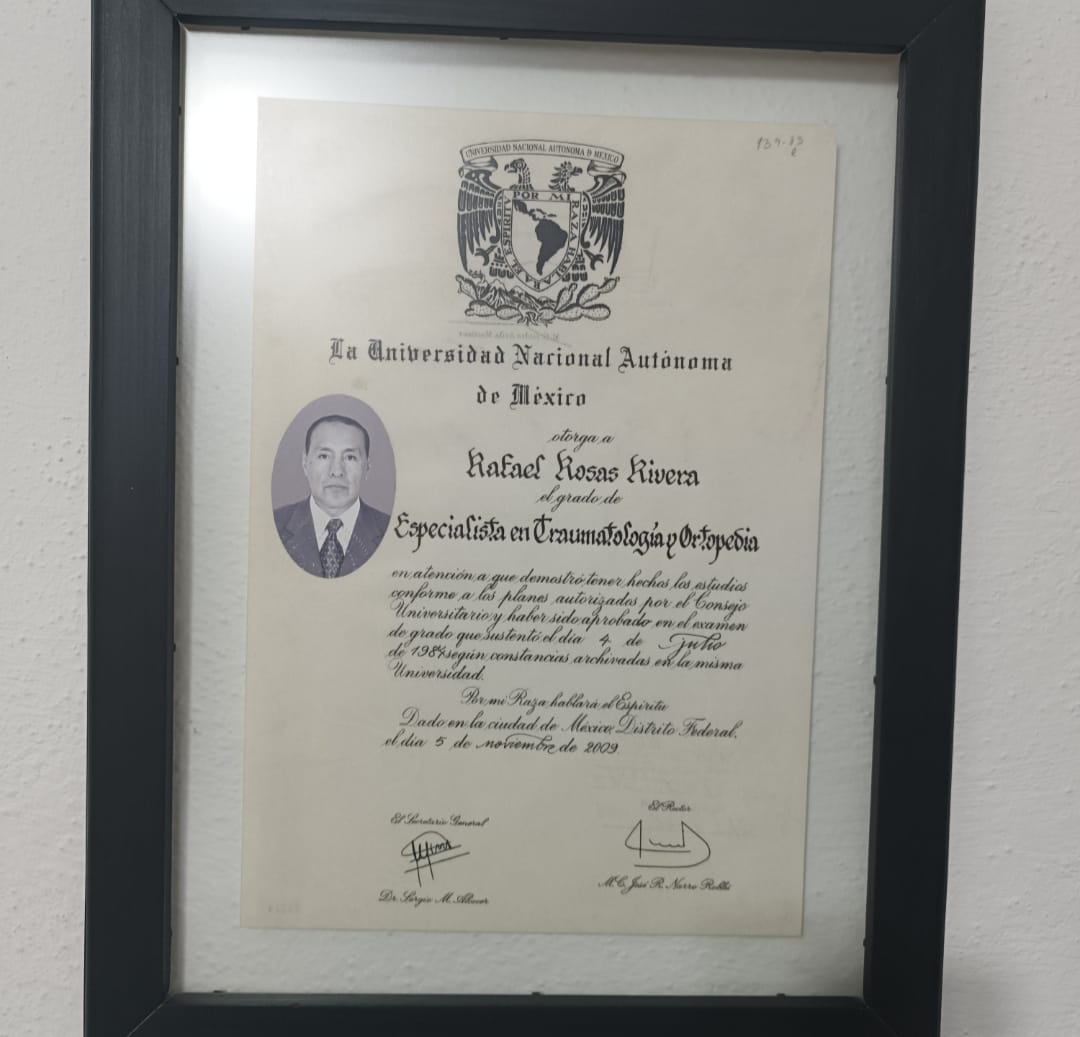 139-83
UNIVERSIDAD NACIONAL AUTONOMA D MEXICO
POR MI RAZA HABLARA EL ESPIRITU
La Universidad Nacional Autónoma
de México
otorga a
Rafael Rosas Rivera
el grado de
Especialista en Traumatología y Ortopedia
en atención a que demostró tener hechos los estudios
conforme a los planes autorizados por el Consejo
Universitario y haber sido aprobado en el examen
de grado que sustentó el día 4 de julio
de 1984 según constancias archivadas en la misma
Universidad.
Por mi Raza hablará el Espíritu
Dado en la ciudad de México, Distrito Federal,
el día 5 de noviembre de 2009.
El Secretario General
El Rector
Dr. Sergio M. Alcocer
M.C. José R. Narro Robles